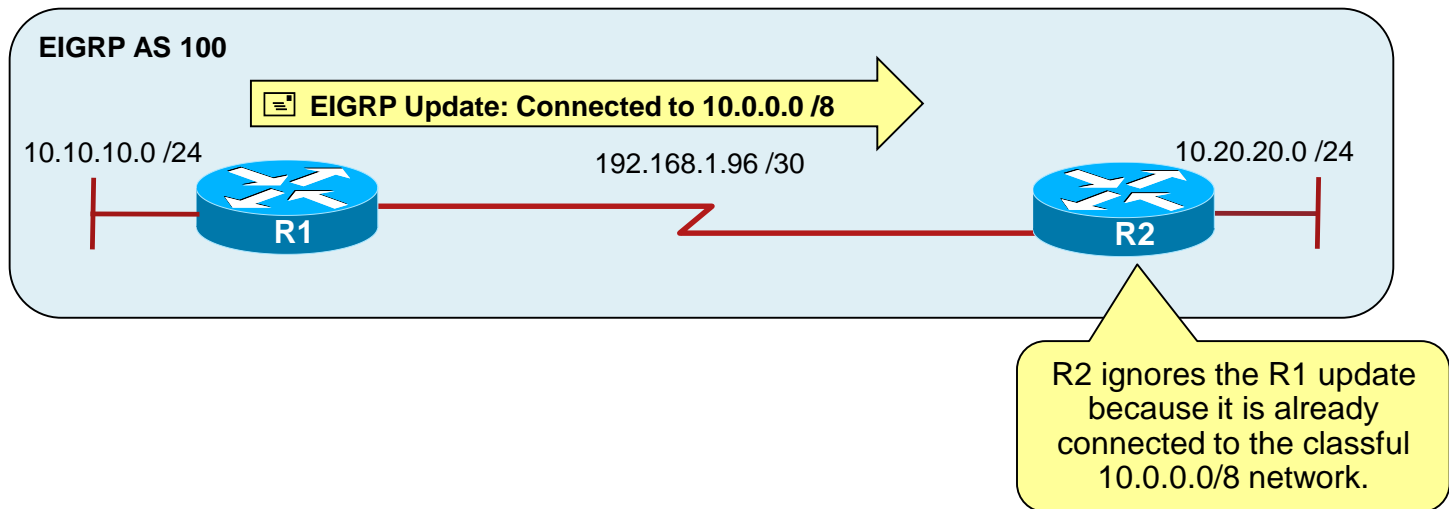 EIGRP AS 100
EIGRP Update: Connected to 10.0.0.0 /8
10.10.10.0 /24
192.168.1.96 /30
10.20.20.0 /24
R1
R2
R2 ignores the R1 update
because it is already
connected to the classful
10.0.0.0/8 network.